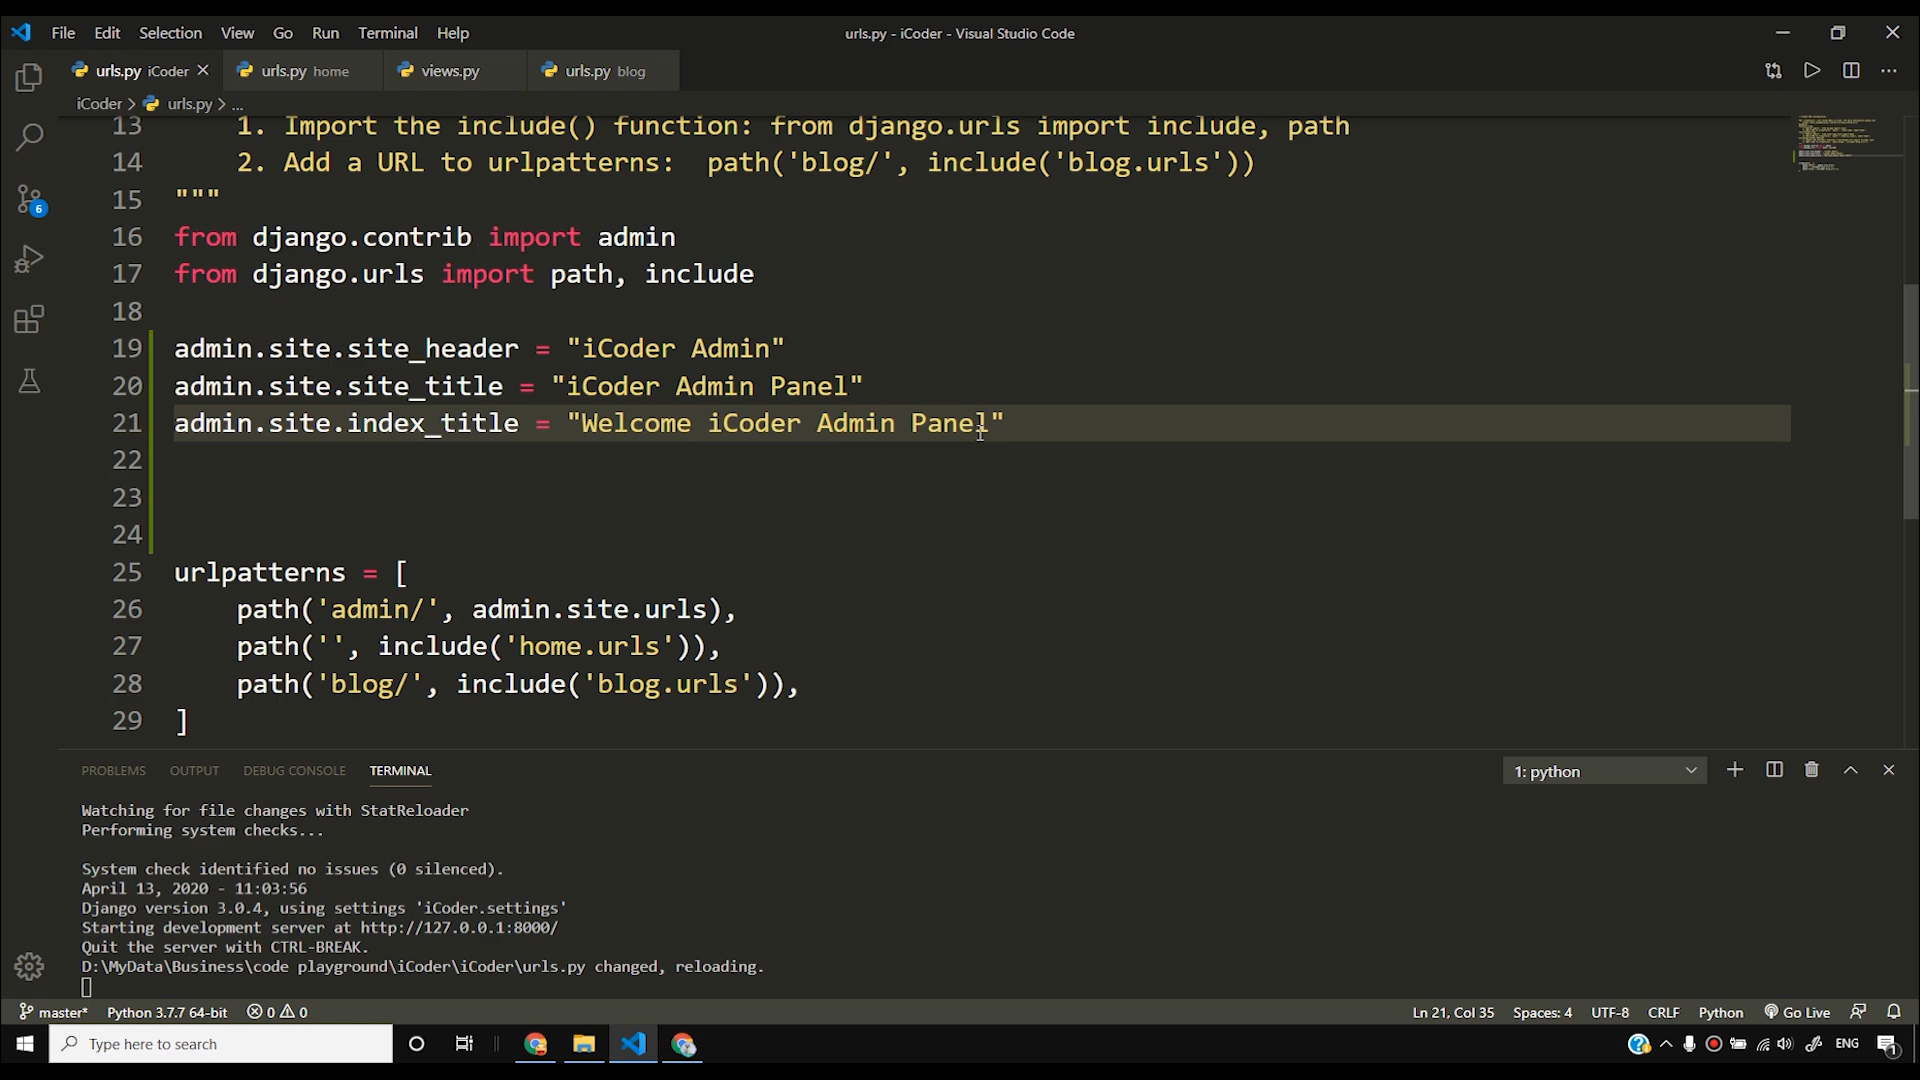 File Edit Selection View Go Run Terminal Help
urls.py - iCoder - Visual Studio Code
urls.py iCoder
urls.py home
views.py
urls.py blog
iCoder > urls.py > ...
13 1. Import the include() function: from django.urls import include, path
14 2. Add a URL to urlpatterns:  path('blog/', include('blog.urls'))
15 """
16 from django.contrib import admin
17 from django.urls import path, include
18
19 admin.site.site_header = "iCoder Admin"
20 admin.site.site_title = "iCoder Admin Panel"
21 admin.site.index_title = "Welcome iCoder Admin Panel"
22
23
24
25 urlpatterns = [
26     path('admin/', admin.site.urls),
27     path('', include('home.urls')),
28     path('blog/', include('blog.urls')),
29 ]
6
PROBLEMS OUTPUT DEBUG CONSOLE TERMINAL
1: python
Watching for file changes with StatReloader
Performing system checks...
System check identified no issues (0 silenced).
April 13, 2020 - 11:03:56
Django version 3.0.4, using settings 'iCoder.settings'
Starting development server at http://127.0.0.1:8000/
Quit the server with CTRL-BREAK.
D:\MyData\Business\code playground\iCoder\iCoder\urls.py changed, reloading.
master* Python 3.7.7 64-bit 0 0
Ln 21, Col 35 Spaces: 4 UTF-8 CRLF Python Go Live
Type here to search
ENG
1